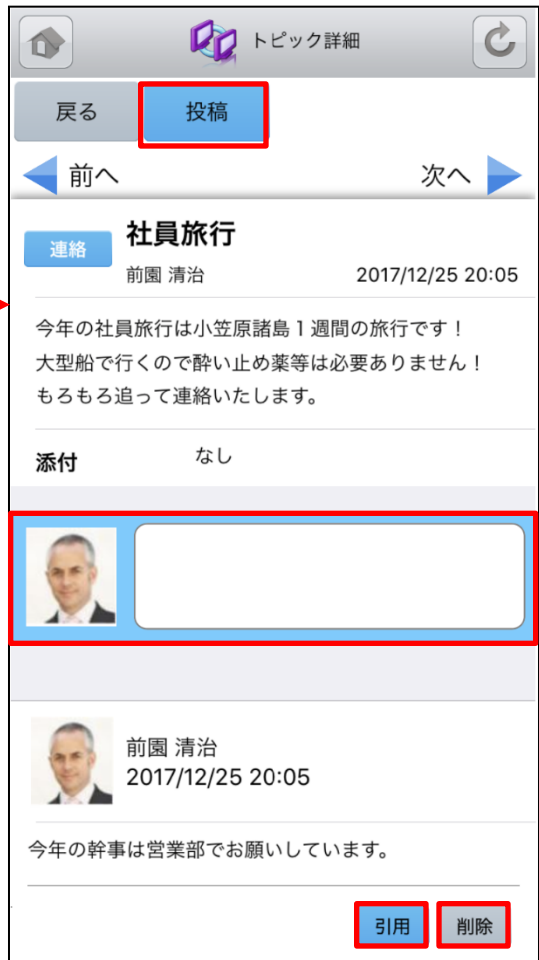 トピック詳細
戻る 投稿
前へ 次へ
連絡 社員旅行
前園 清治 2017/12/25 20:05
今年の社員旅行は小笠原諸島１週間の旅行です！
大型船で行くので酔い止め薬等は必要ありません！
もろもろ追って連絡いたします。
添付 なし
前園 清治
2017/12/25 20:05
今年の幹事は営業部でお願いしています。
引用 削除